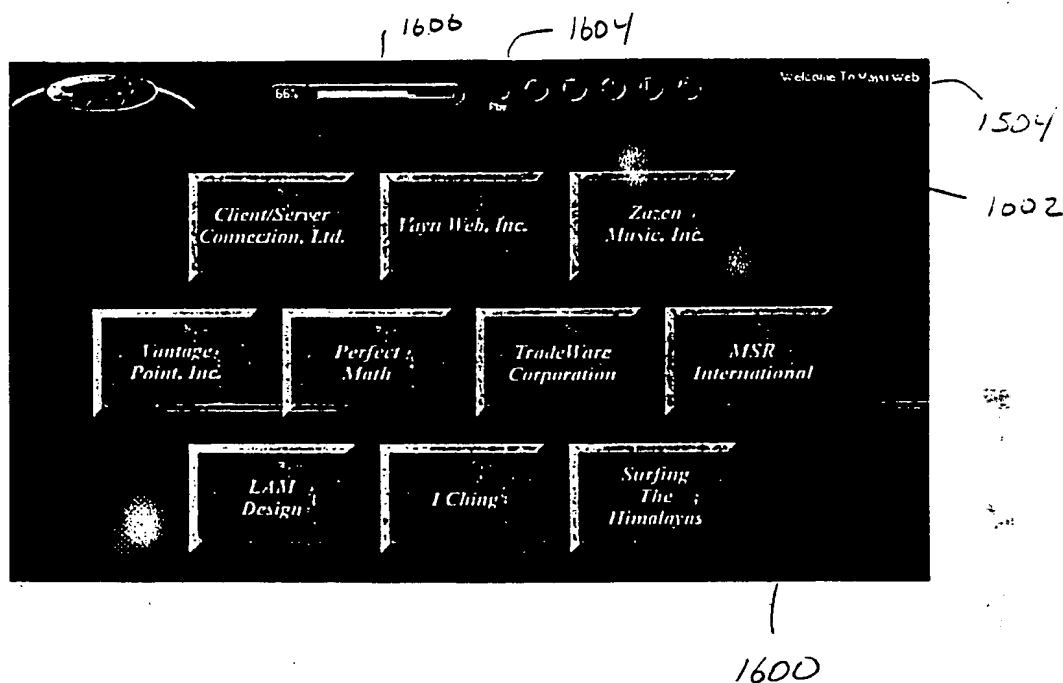 1606
1604
66%
Welcome To Vayu Web
1504
1002
Client/Server
Connection, Ltd.
Vayu Web, Inc.
Zazen
Music, Inc.
Vantage
Point, Inc.
Perfect
Math
TradeWare
Corporation
MSR
International
LAM
Design
I Ching
Surfing
The
Himalayas
1600